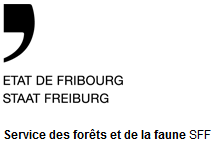 ETAT DE FRIBOURG
STAAT FREIBURG
Service des forêts et de la faune SFF